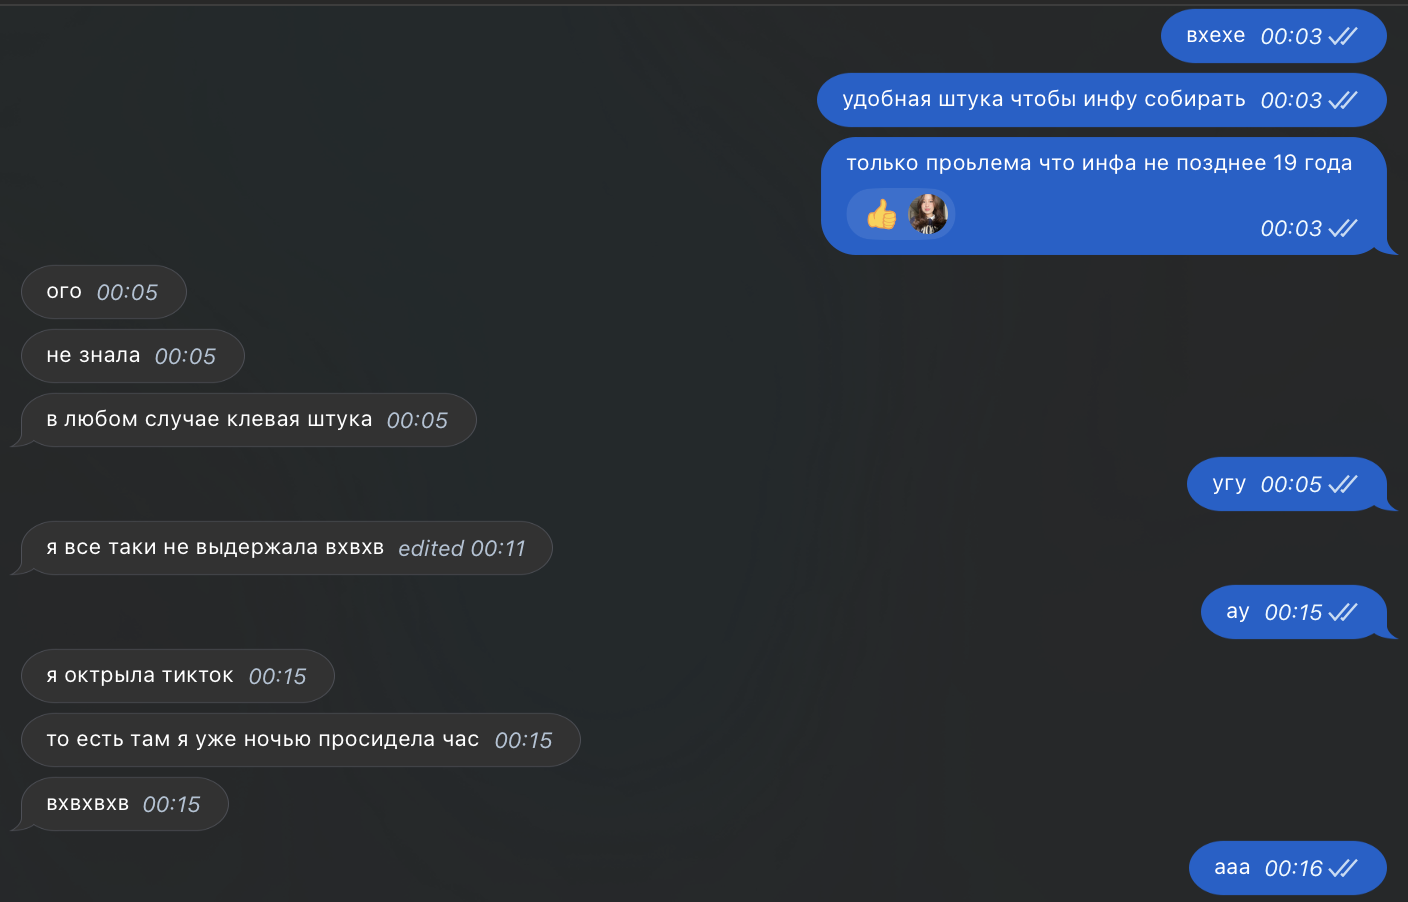 вхехе 00:03
удобная штука чтобы инфу собирать 00:03
только проьлема что инфа не позднее 19 года
00:03
ого 00:05
не знала 00:05
в любом случае клевая штука 00:05
угу 00:05
я все таки не выдержала вхвхв edited 00:11
ау 00:15
я октрыла тикток 00:15
то есть там я уже ночью просидела час 00:15
вхвхвхв 00:15
ааа 00:16